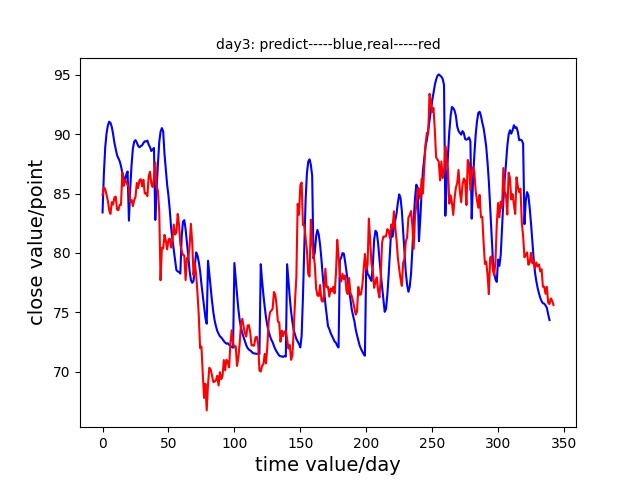 day3: predict-----blue,real-----red
95
90
85
80
75
70
close value/point
0 50 100 150 200 250 300 350
time value/day